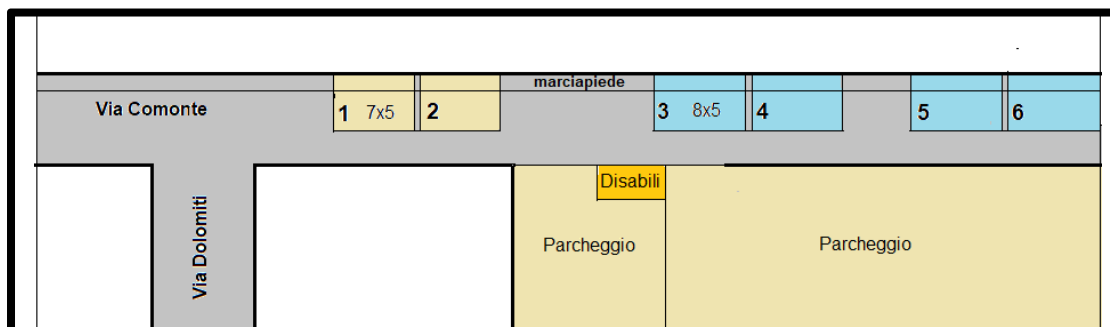 marciapiede
Via Comonte
1 7x5 2
3 8x5 4
5 6
Disabili
Via Dolomiti
Parcheggio
Parcheggio